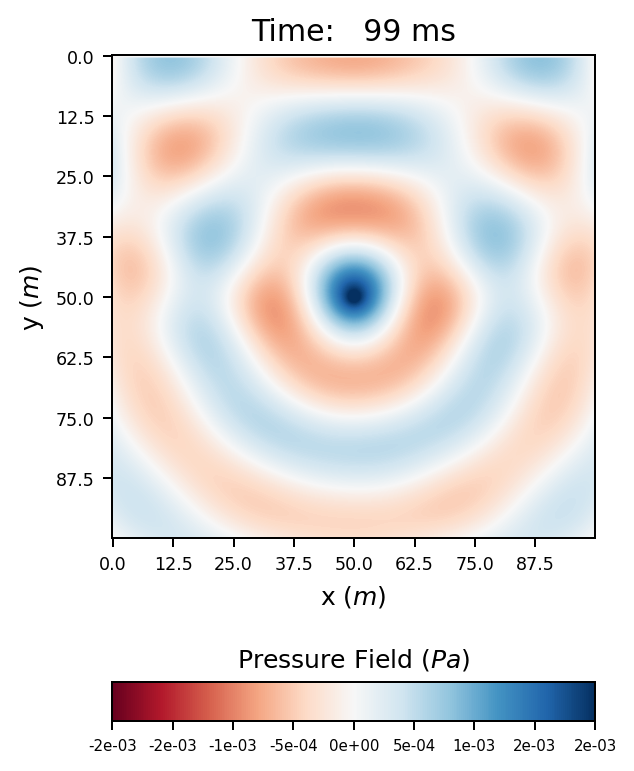 Time:   99 ms
0.0
12.5
25.0
37.5
50.0
62.5
75.0
87.5
y (m)
0.0 12.5 25.0 37.5 50.0 62.5 75.0 87.5
x (m)
Pressure Field (Pa)
-2e-03 -2e-03 -1e-03 -5e-04 0e+00 5e-04 1e-03 2e-03 2e-03